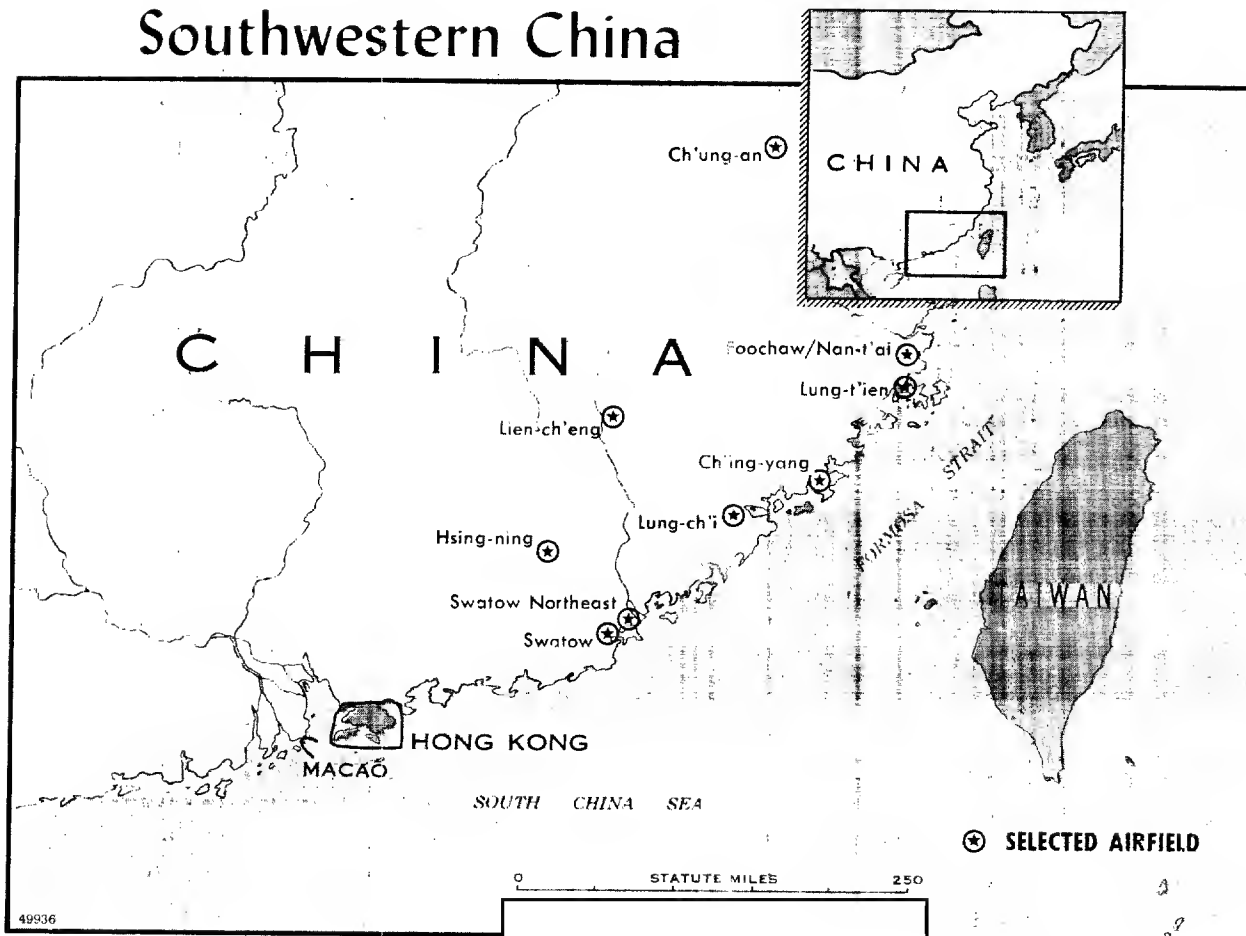 Southwestern China
Ch'ung-an
CHINA
CHINA
Foochaw/Nan-t'ai
Lung-t'ien
Lien-ch'eng
Ch'ing-yang
FORMOSA STRAIT
Lung-ch'i
Hsing-ning
TAIWAN
Swatow Northeast
Swatow
HONG KONG
MACAO
SOUTH CHINA SEA
SELECTED AIRFIELD
0 STATUTE MILES 250
49936